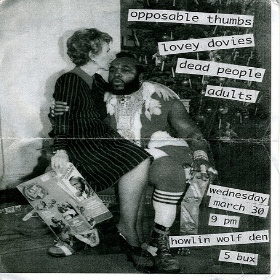 opposable thumbs
lovey dovies
dead people
adults
wednesday
march 30
9 pm
howlin wolf den
5 bux